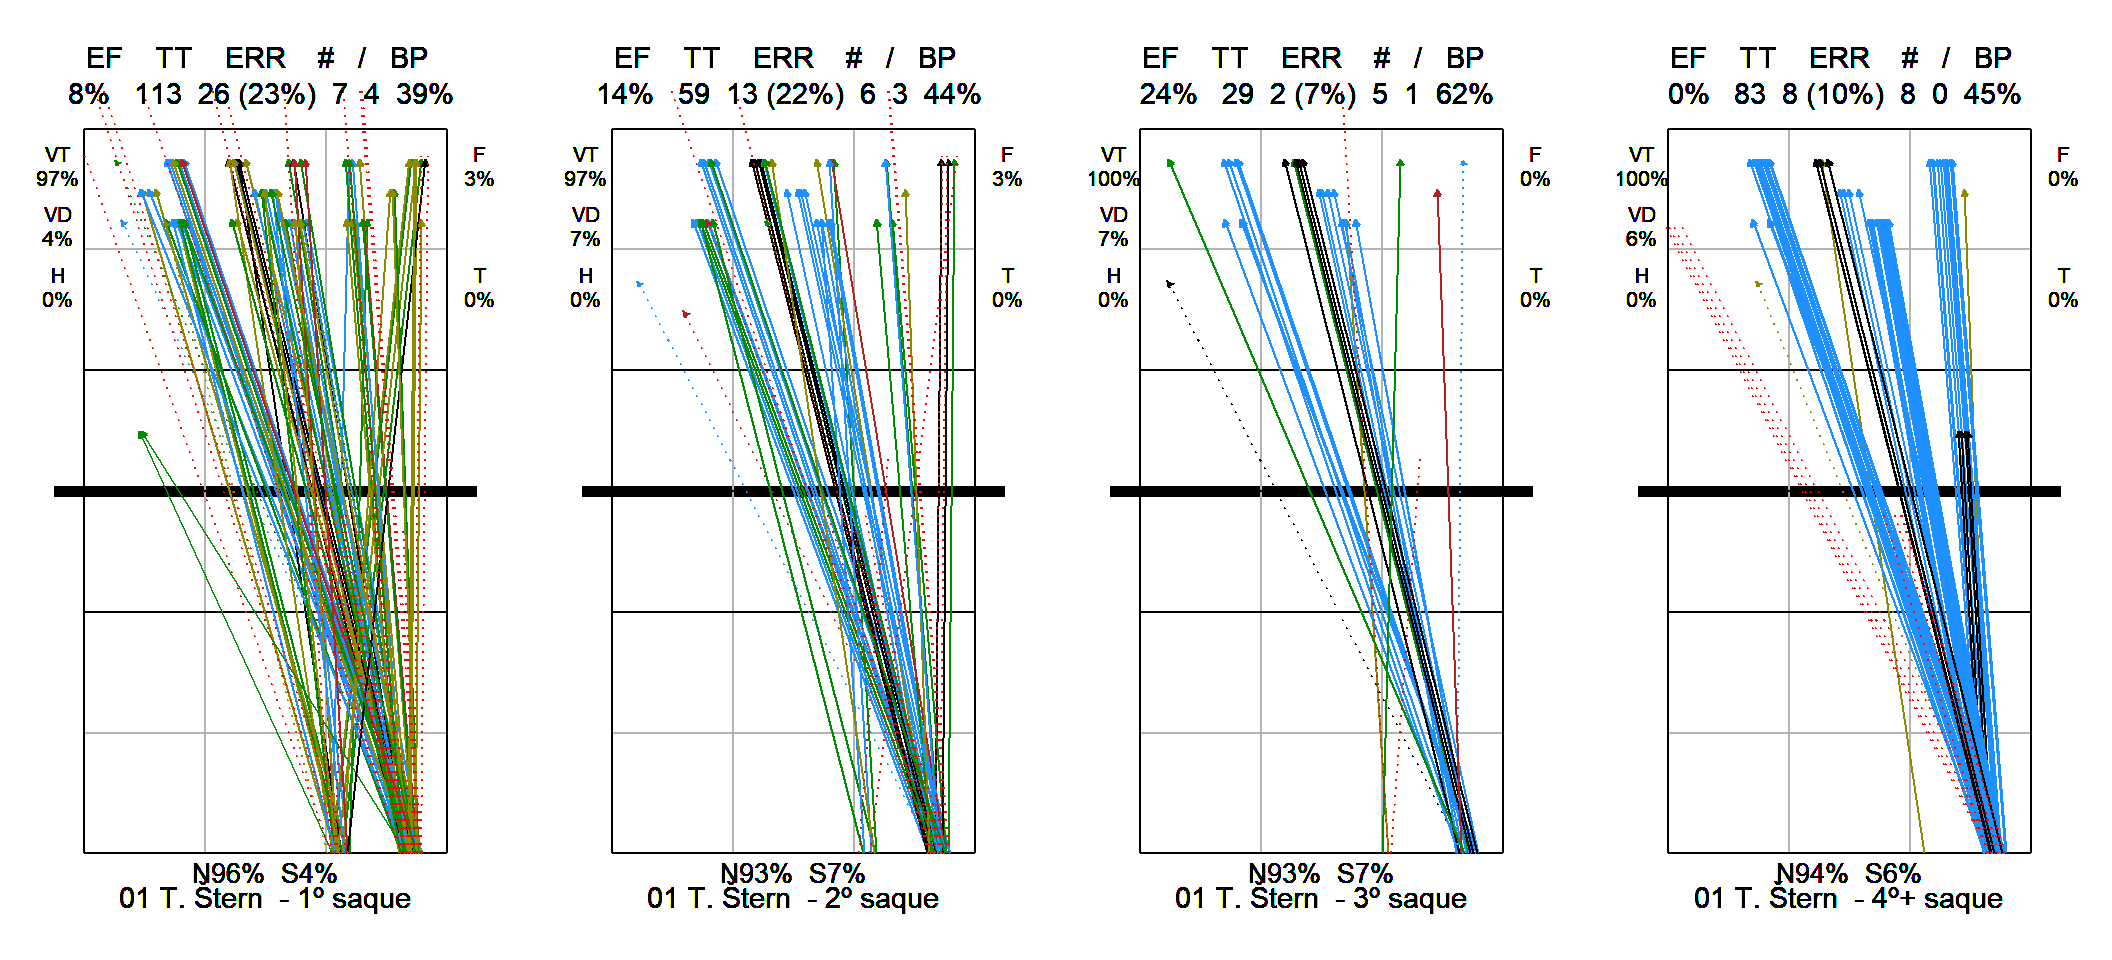 EF TT ERR # / BP
8% 113 26 (23%) 7 4 39%
VT
97%
VD
4%
H
0%
F
3%
T
0%
N96% S4%
01 T. Štern - 1º saque
EF TT ERR # / BP
14% 59 13 (22%) 6 3 44%
VT
97%
VD
7%
H
0%
F
3%
T
0%
N93% S7%
01 T. Štern - 2º saque
EF TT ERR # / BP
24% 29 2 (7%) 5 1 62%
VT
100%
VD
7%
H
0%
F
0%
T
0%
N93% S7%
01 T. Štern - 3º saque
EF TT ERR # / BP
0% 83 8 (10%) 8 0 45%
VT
100%
VD
6%
H
0%
F
0%
T
0%
N94% S6%
01 T. Štern - 4º+ saque